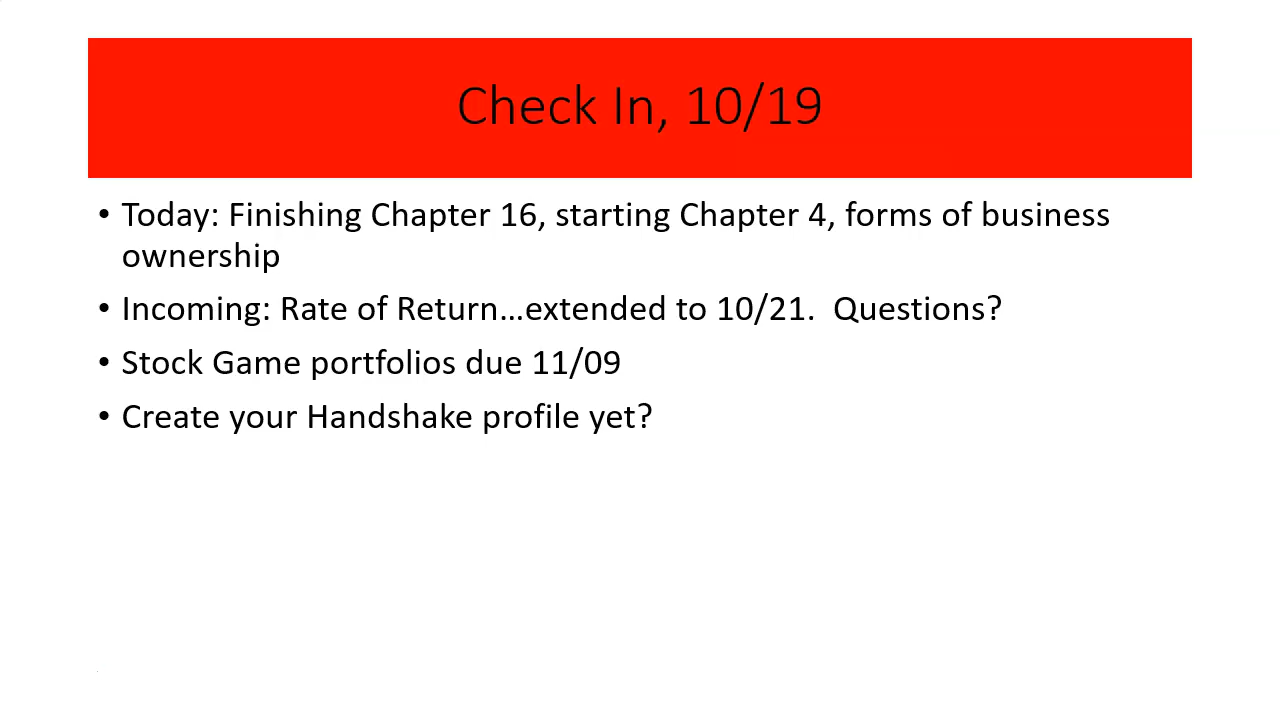 Check In, 10/19
• Today: Finishing Chapter 16, starting Chapter 4, forms of business
ownership
• Incoming: Rate of Return...extended to 10/21.  Questions?
• Stock Game portfolios due 11/09
• Create your Handshake profile yet?